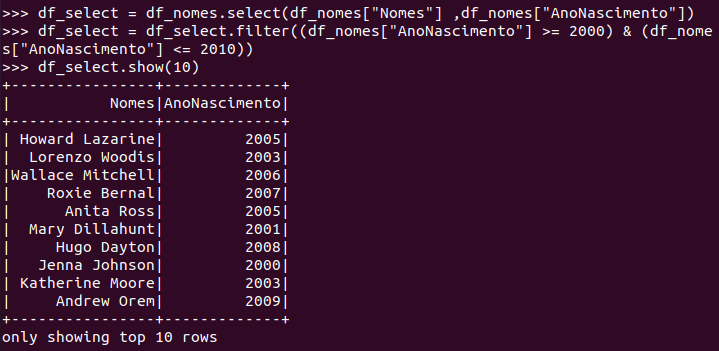 >>> df_select = df_nomes.select(df_nomes["Nomes"] ,df_nomes["AnoNascimento"])
>>> df_select = df_select.filter((df_nomes["AnoNascimento"] >= 2000) & (df_nome
s["AnoNascimento"] <= 2010))
>>> df_select.show(10)
+----------------+-------------+
|           Nomes|AnoNascimento|
+----------------+-------------+
| Howard Lazarine|         2005|
|  Lorenzo Woodis|         2003|
|Wallace Mitchell|         2006|
|    Roxie Bernal|         2007|
|      Anita Ross|         2005|
|  Mary Dillahunt|         2001|
|     Hugo Dayton|         2008|
|   Jenna Johnson|         2000|
| Katherine Moore|         2003|
|     Andrew Orem|         2009|
+----------------+-------------+
only showing top 10 rows